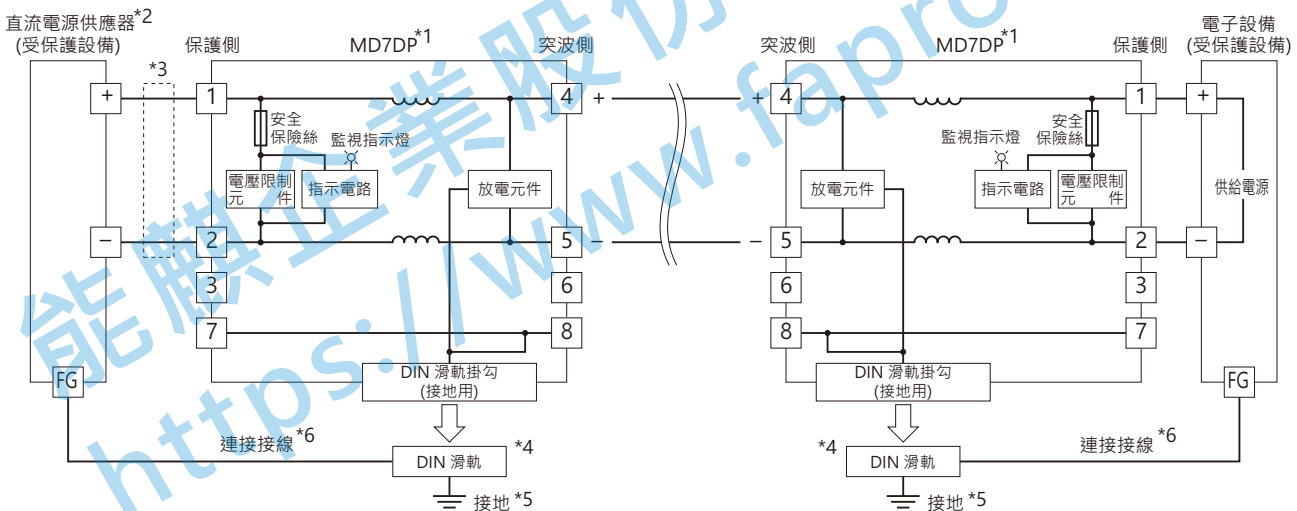 直流電源供應器*2
(受保護設備)
保護側
MD7DP*1
突波側
突波側
MD7DP*1
保護側
電子設備
(受保護設備)
*3
+
1
4
+
+
4
1
+
安全
保險絲
監視指示燈
監視指示燈
安全
保險絲
電壓限制
元 件
指示電路
放電元件
放電元件
指示電路
電壓限制
元 件
供給電源
−
2
5
−
−
5
2
−
3
6
6
3
7
8
8
7
FG
DIN 滑軌掛勾
(接地用)
DIN 滑軌掛勾
(接地用)
FG
連接接線*6
DIN 滑軌
*4
*4
DIN 滑軌
連接接線*6
接地 *5
接地 *5
能麒企業股份
https://www.fapro